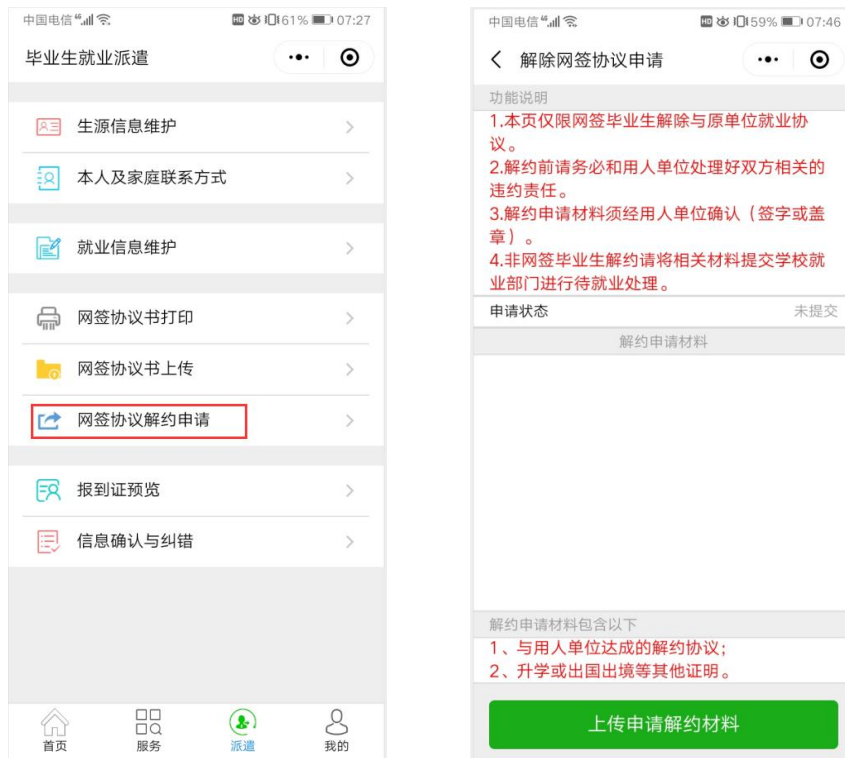 中国电信 46 HD 61% 07:27
毕业生就业派遣
生源信息维护
本人及家庭联系方式
就业信息维护
网签协议书打印
网签协议书上传
网签协议解约申请
报到证预览
信息确认与纠错
首页 服务 派遣 我的
中国电信 46 HD 59% 07:46
解除网签协议申请
功能说明
1.本页仅限网签毕业生解除与原单位就业协
议。
2.解约前请务必和用人单位处理好双方相关的
违约责任。
3.解约申请材料须经用人单位确认（签字或盖
章）。
4.非网签毕业生解约请将相关材料提交学校就
业部门进行待就业处理。
申请状态 未提交
解约申请材料
解约申请材料包含以下
1、与用人单位达成的解约协议;
2、升学或出国出境等其他证明。
上传申请解约材料